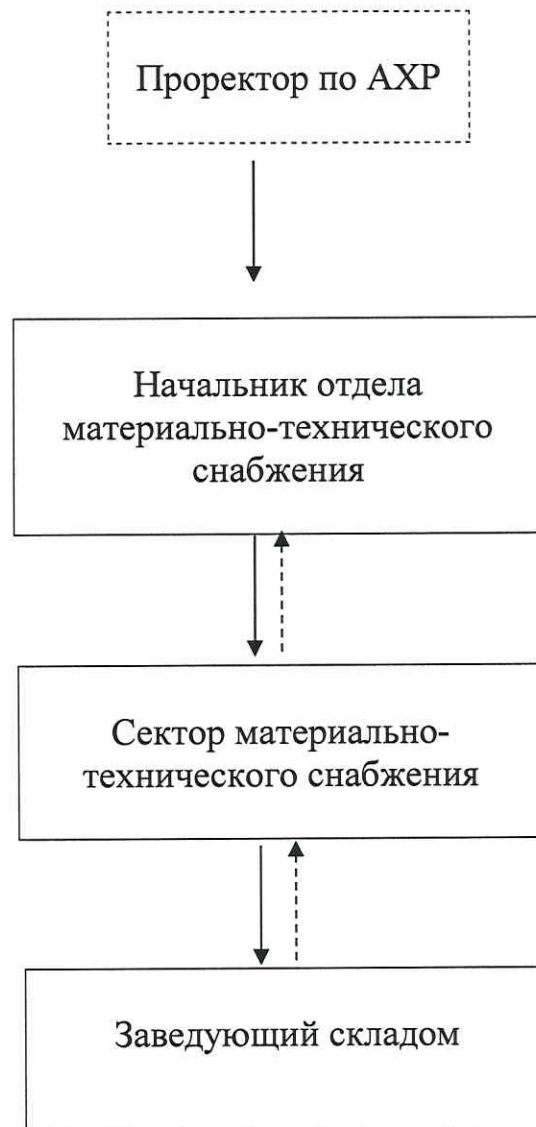 Проректор по АХР
Начальник отдела
материально-технического
снабжения
Сектор материально-
технического снабжения
Заведующий складом